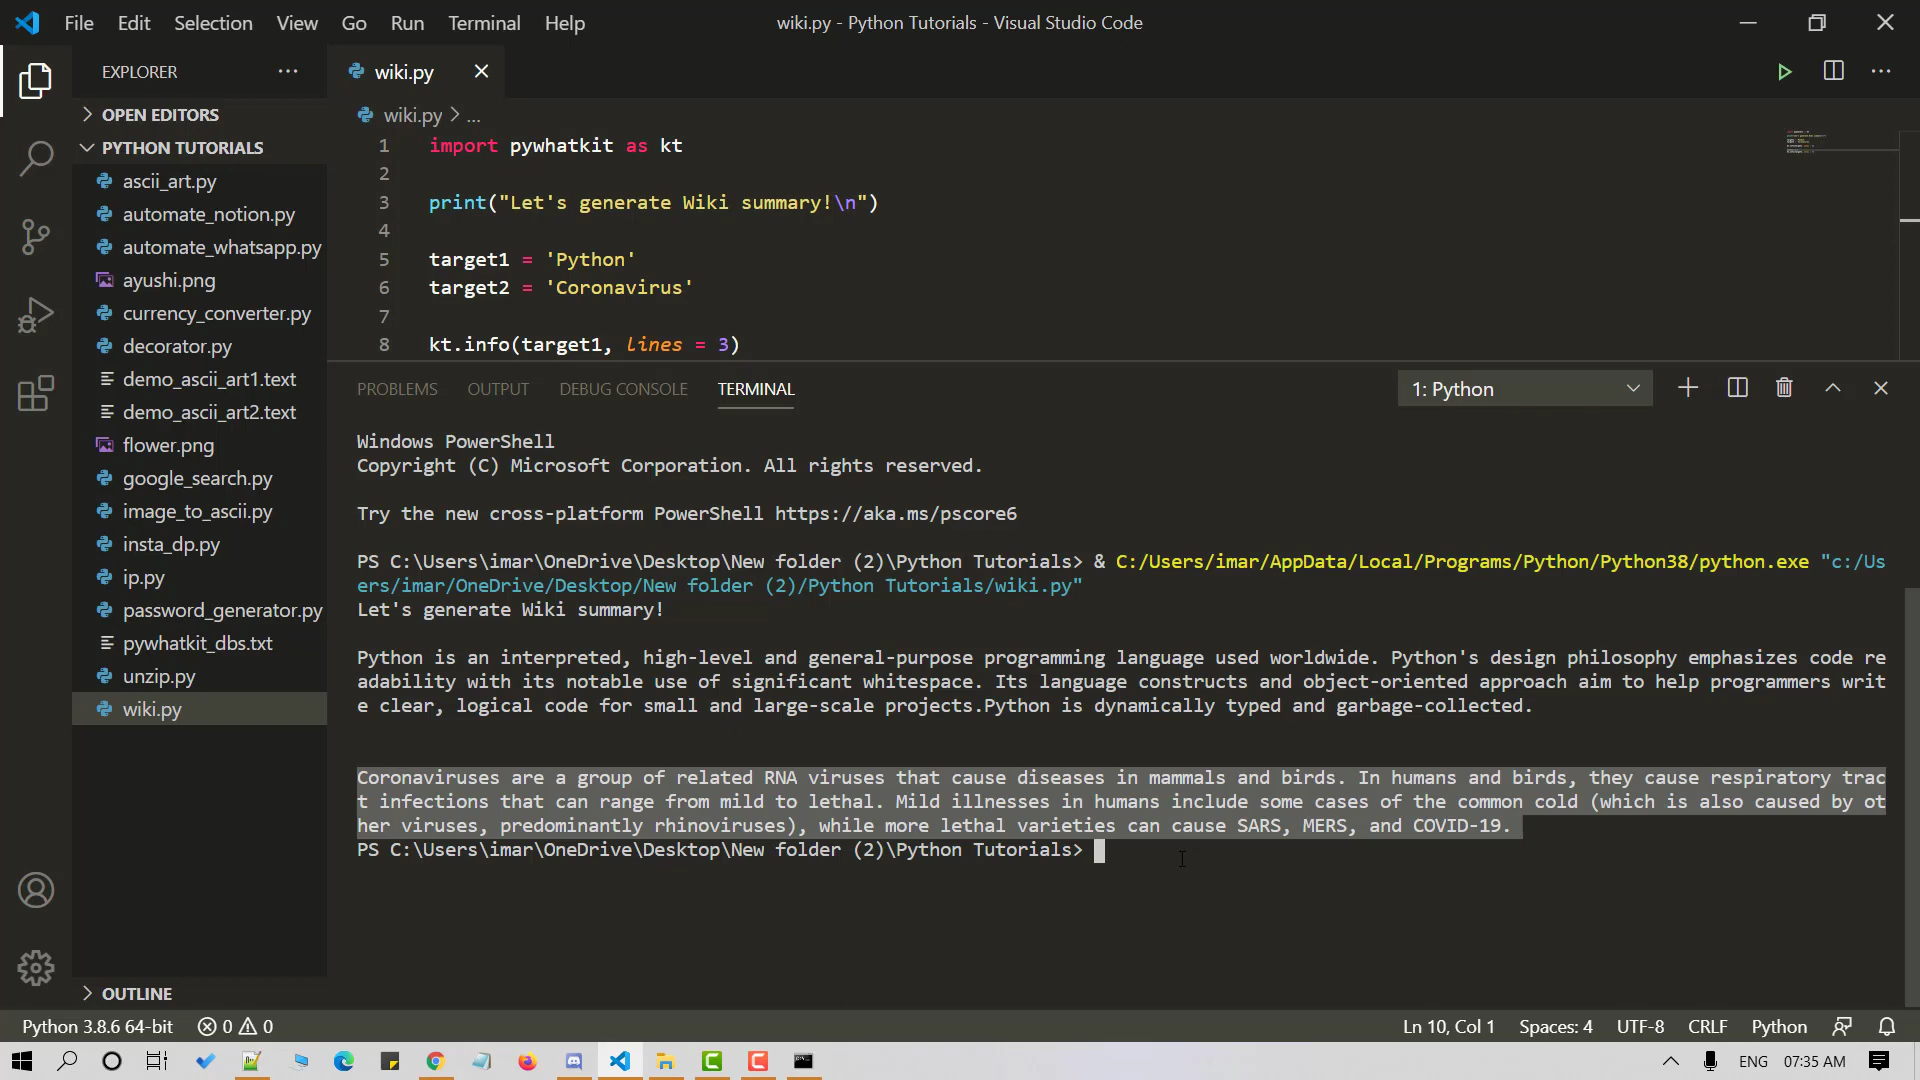 File Edit Selection View Go Run Terminal Help wiki.py - Python Tutorials - Visual Studio Code
EXPLORER
OPEN EDITORS
PYTHON TUTORIALS
ascii_art.py
automate_notion.py
automate_whatsapp.py
ayushi.png
currency_converter.py
decorator.py
demo_ascii_art1.text
demo_ascii_art2.text
flower.png
google_search.py
image_to_ascii.py
insta_dp.py
ip.py
password_generator.py
pywhatkit_dbs.txt
unzip.py
wiki.py
OUTLINE
wiki.py
wiki.py > ...
1 import pywhatkit as kt
2
3 print("Let's generate Wiki summary!\n")
4
5 target1 = 'Python'
6 target2 = 'Coronavirus'
7
8 kt.info(target1, lines = 3)
PROBLEMS OUTPUT DEBUG CONSOLE TERMINAL 1: Python
Windows PowerShell
Copyright (C) Microsoft Corporation. All rights reserved.
Try the new cross-platform PowerShell https://aka.ms/pscore6
PS C:\Users\imar\OneDrive\Desktop\New folder (2)\Python Tutorials> & C:/Users/imar/AppData/Local/Programs/Python/Python38/python.exe "c:/Us
ers/imar/OneDrive/Desktop/New folder (2)/Python Tutorials/wiki.py"
Let's generate Wiki summary!
Python is an interpreted, high-level and general-purpose programming language used worldwide. Python's design philosophy emphasizes code re
adability with its notable use of significant whitespace. Its language constructs and object-oriented approach aim to help programmers writ
e clear, logical code for small and large-scale projects.Python is dynamically typed and garbage-collected.
Coronaviruses are a group of related RNA viruses that cause diseases in mammals and birds. In humans and birds, they cause respiratory trac
t infections that can range from mild to lethal. Mild illnesses in humans include some cases of the common cold (which is also caused by ot
her viruses, predominantly rhinoviruses), while more lethal varieties can cause SARS, MERS, and COVID-19.
PS C:\Users\imar\OneDrive\Desktop\New folder (2)\Python Tutorials>
Python 3.8.6 64-bit 0 0 Ln 10, Col 1 Spaces: 4 UTF-8 CRLF Python
ENG 07:35 AM